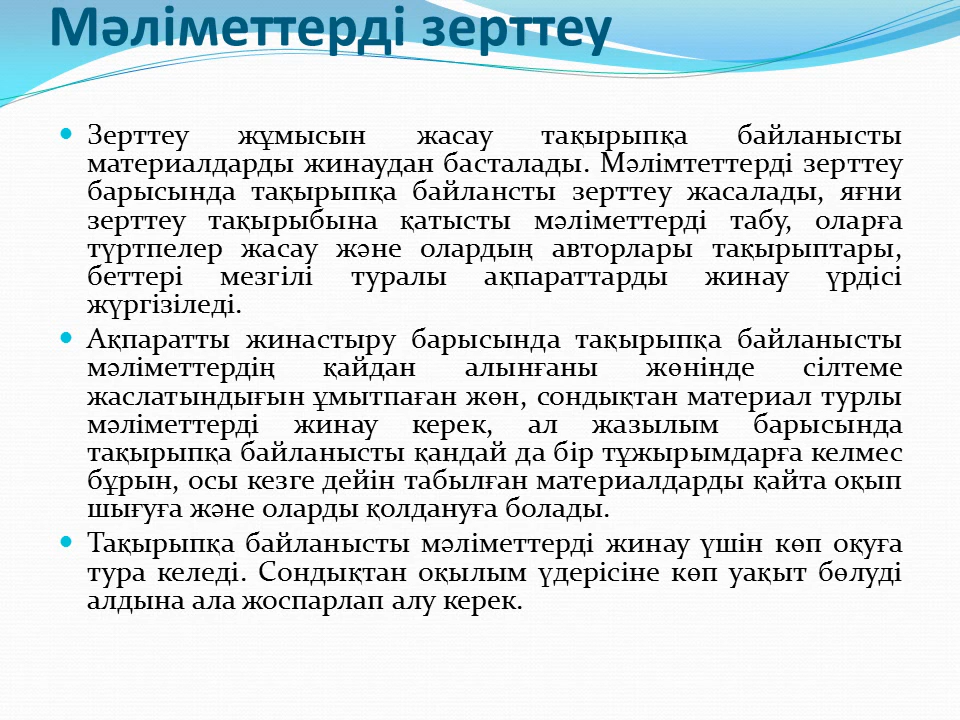 Мәліметтерді зерттеу
Зерттеу жұмысын жасау тақырыпқа байланысты
материалдарды жинаудан басталады. Мәлімтеттерді зерттеу
барысында тақырыпқа байлансты зерттеу жасалады, яғни
зерттеу тақырыбына қатысты мәліметтерді табу, оларға
түртпелер жасау және олардың авторлары тақырыптары,
беттері мезгілі туралы ақпараттарды жинау үрдісі
жүргізіледі.
Ақпаратты жинастыру барысында тақырыпқа байланысты
мәліметтердің қайдан алынғаны жөнінде сілтеме
жаслатындығын ұмытпаған жөн, сондықтан материал турлы
мәліметтерді жинау керек, ал жазылым барысында
тақырыпқа байланысты қандай да бір тұжырымдарға келмес
бұрын, осы кезге дейін табылған материалдарды қайта оқып
шығуға және оларды қолдануға болады.
Тақырыпқа байланысты мәліметтерді жинау үшін көп оқуға
тура келеді. Сондықтан оқылым үдерісіне көп уақыт бөлуді
алдына ала жоспарлап алу керек.